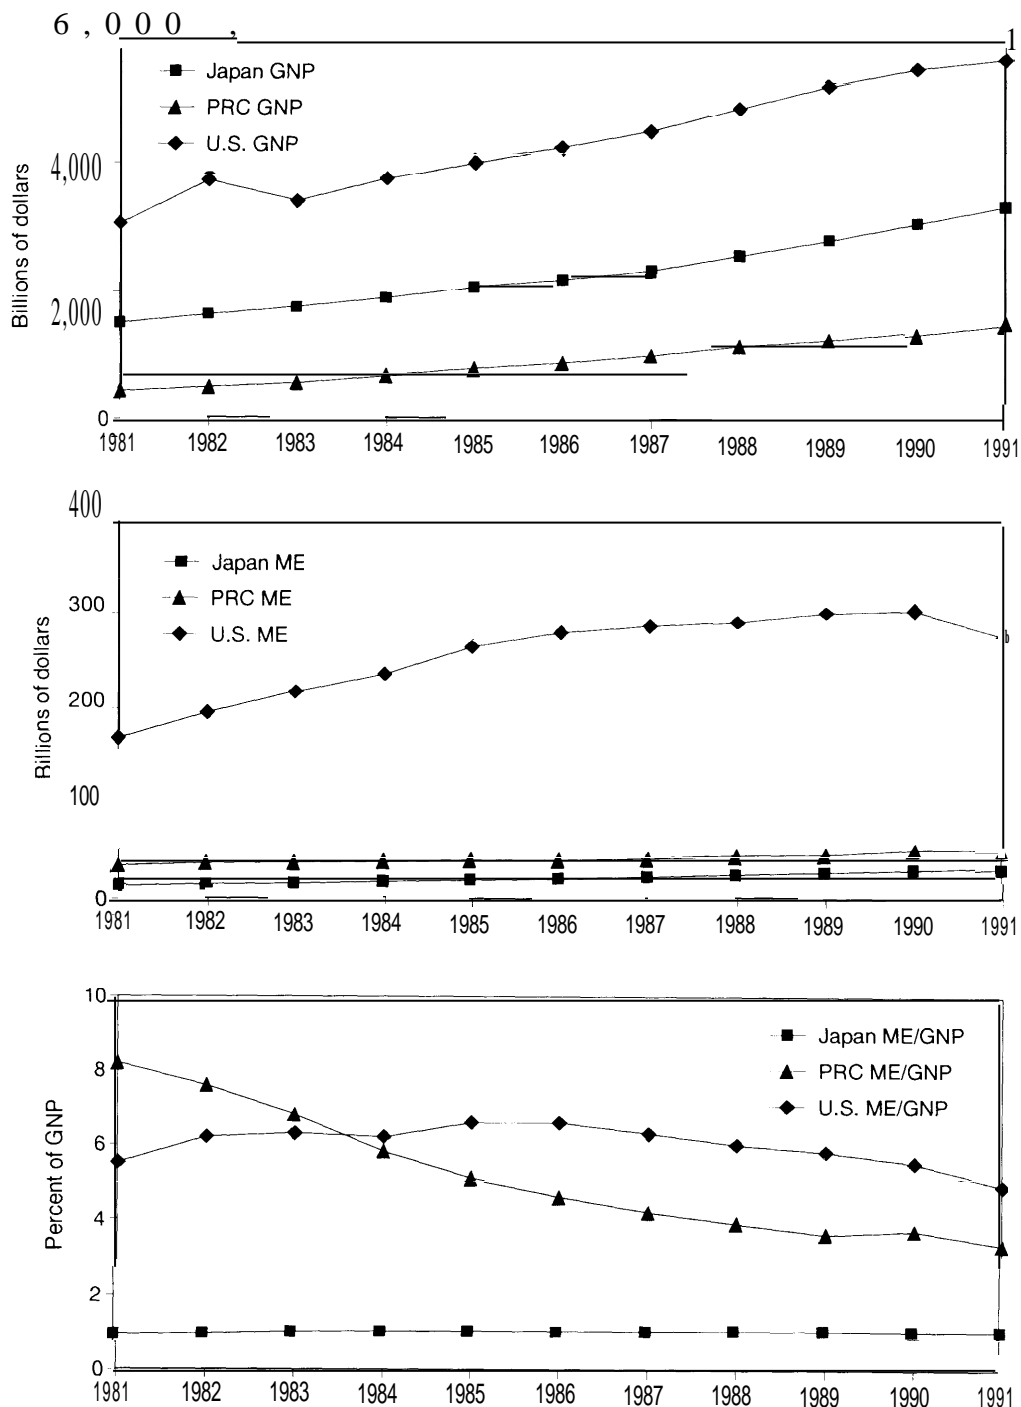 6,000
Japan GNP
PRC GNP
U.S. GNP
4,000
Billions of dollars
2,000
0
1981 1982 1983 1984 1985 1986 1987 1988 1989 1990 1991
400
Japan ME
300
PRC ME
U.S. ME
200
Rillions of dollars
100
0
1981 1982 1983 1984 1985 1986 1987 1988 1989 1990 1991
10
Japan ME/GNP
8
PRC ME/GNP
U.S. ME/GNP
6
Percent of GNP
4
2
0
1981 1982 1983 1984 1985 1986 1987 1988 1989 1990 1991